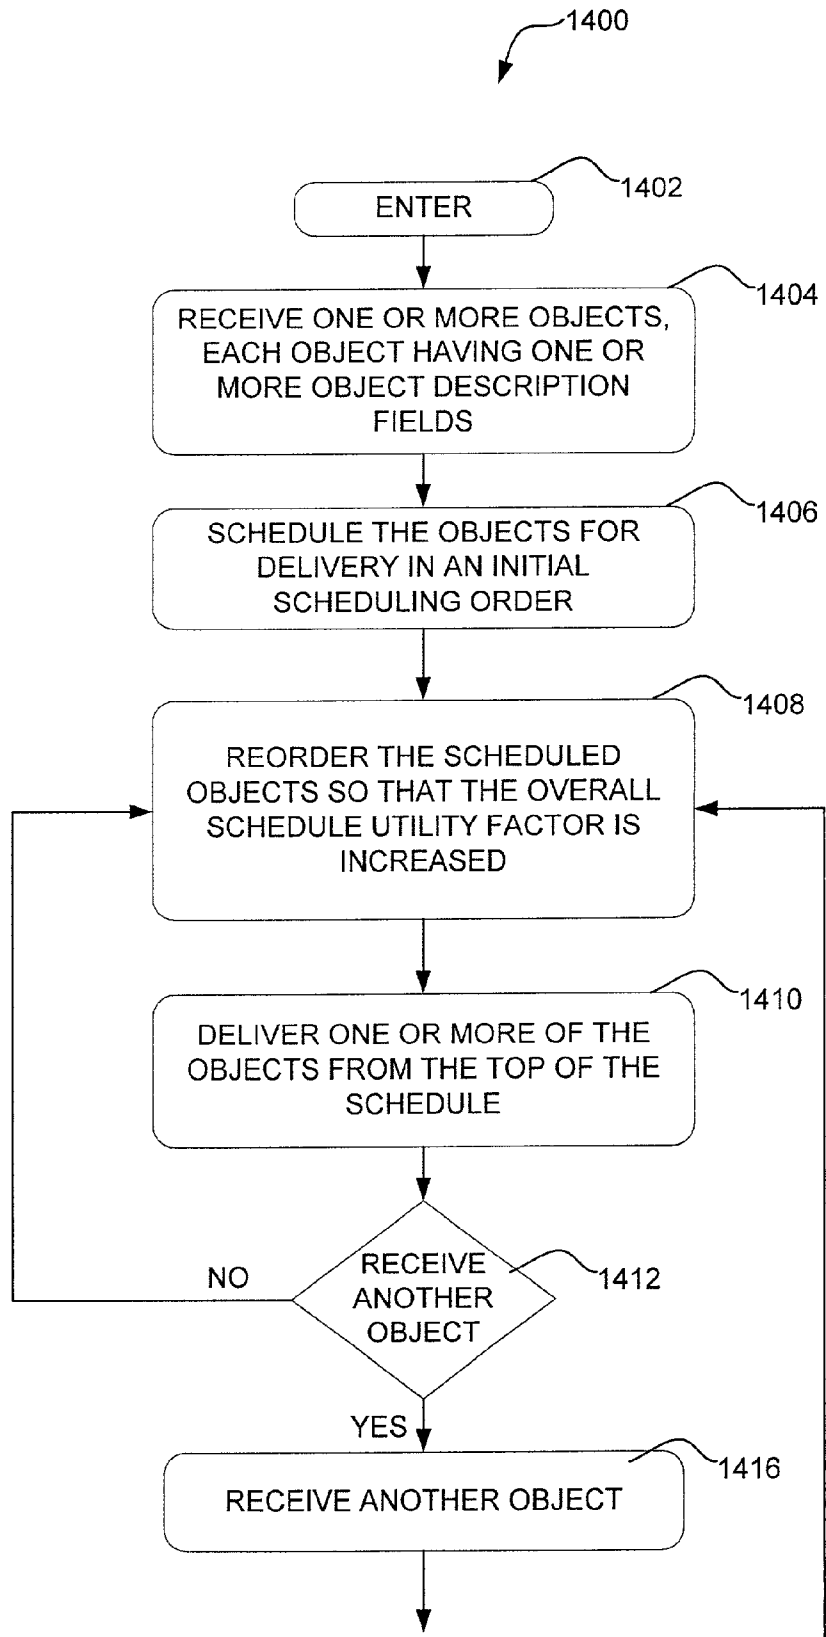 1400
1402
ENTER
1404
RECEIVE ONE OR MORE OBJECTS,
EACH OBJECT HAVING ONE OR
MORE OBJECT DESCRIPTION
FIELDS
1406
SCHEDULE THE OBJECTS FOR
DELIVERY IN AN INITIAL
SCHEDULING ORDER
1408
REORDER THE SCHEDULED
OBJECTS SO THAT THE OVERALL
SCHEDULE UTILITY FACTOR IS
INCREASED
1410
DELIVER ONE OR MORE OF THE
OBJECTS FROM THE TOP OF THE
SCHEDULE
NO
RECEIVE
ANOTHER
OBJECT
1412
YES
1416
RECEIVE ANOTHER OBJECT